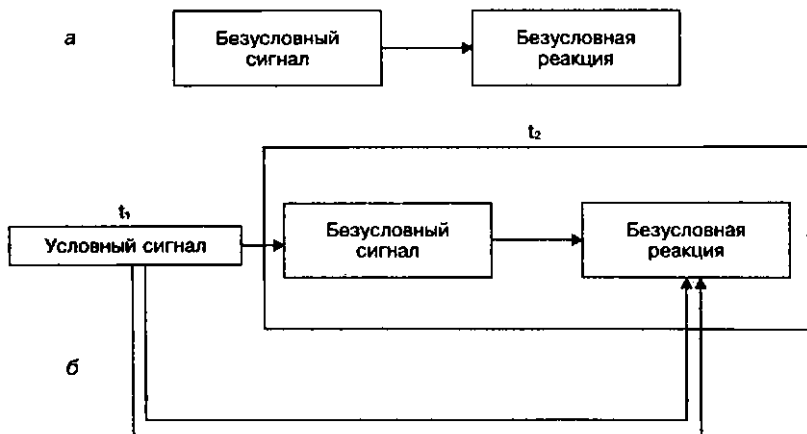 а
Безусловный
сигнал
Безусловная
реакция
t₂
t₁
Условный сигнал
Безусловный
сигнал
Безусловная
реакция
б